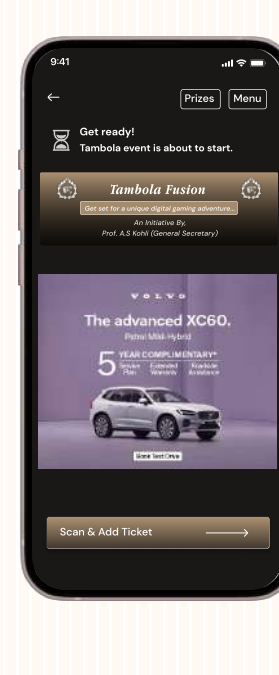 9:41
Prizes Menu
Get ready!
Tambola event is about to start.
Tambola Fusion
Get set for a unique digital gaming adventure...
An Initiative By,
Prof. A.S Kohli (General Secretary)
VOLVO
The advanced XC60.
Petrol Mild-Hybrid
5 YEAR COMPLIMENTARY*
Service Extended Roadside
Plan Warranty Assistance
Book Test Drive
Scan & Add Ticket